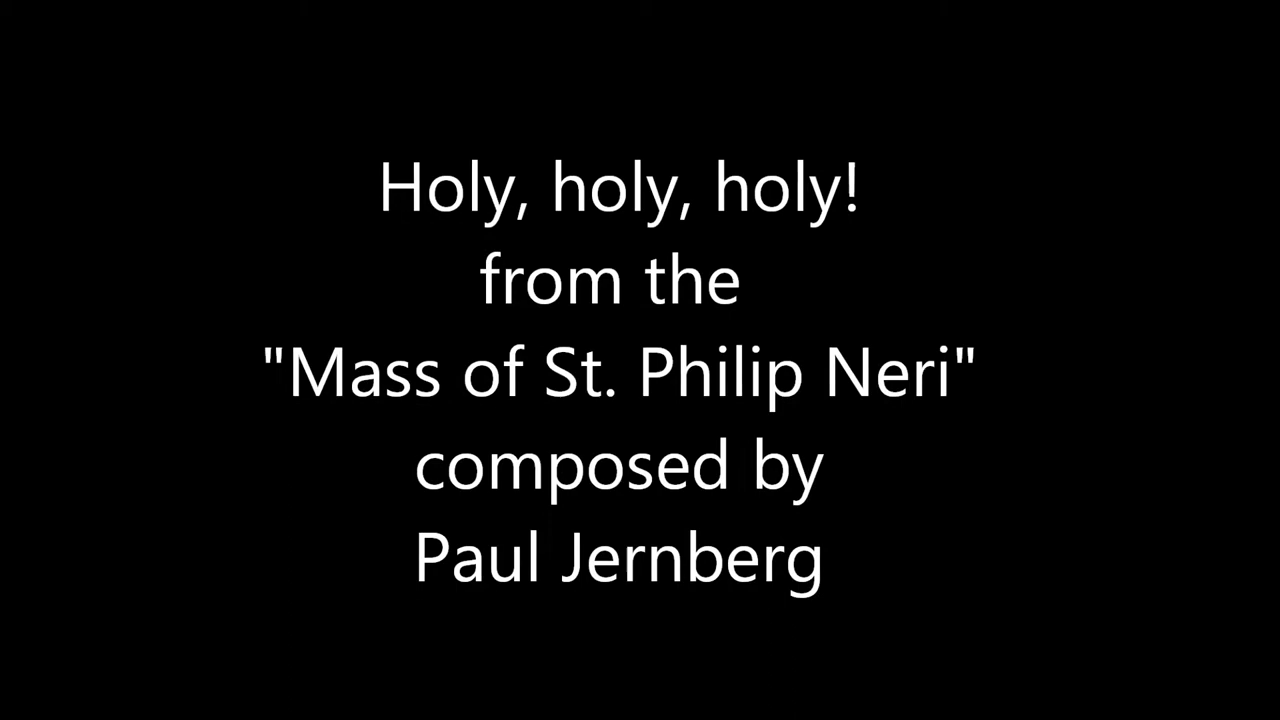 Holy, holy, holy!
from the
"Mass of St. Philip Neri"
composed by
Paul Jernberg